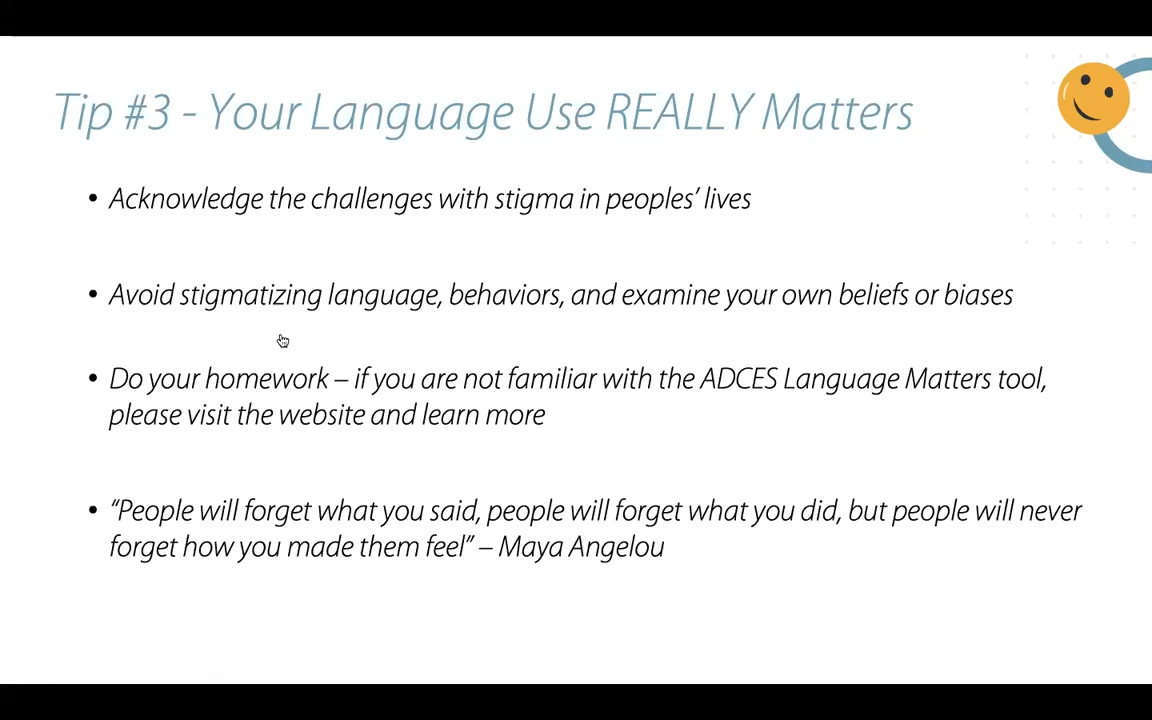 Tip #3 - Your Language Use REALLY Matters
• Acknowledge the challenges with stigma in peoples’ lives
• Avoid stigmatizing language, behaviors, and examine your own beliefs or biases
• Do your homework – if you are not familiar with the ADCES Language Matters tool,
please visit the website and learn more
• “People will forget what you said, people will forget what you did, but people will never
forget how you made them feel” – Maya Angelou